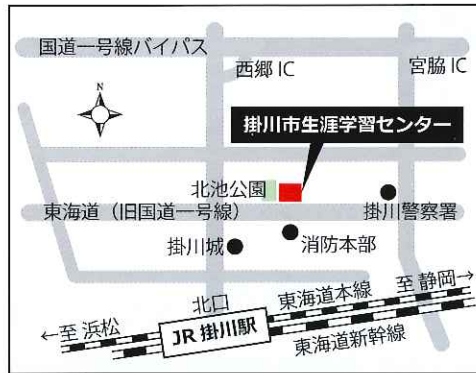 国道一号線バイパス
西郷 IC
宮脇 IC
N
掛川市生涯学習センター
北池公園
東海道（旧国道一号線）
掛川警察署
掛川城
消防本部
北口
東海道本線
至 静岡→
←至 浜松
JR 掛川駅
東海道新幹線